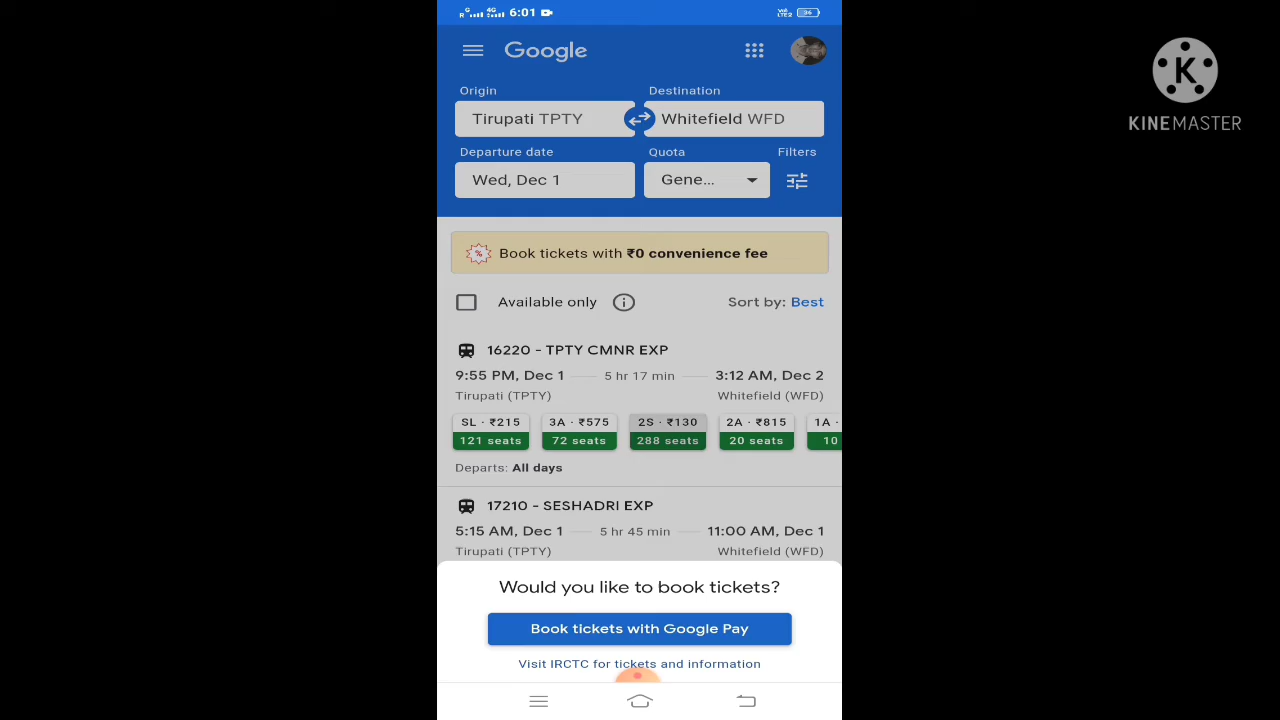 R G 4G 6:01 VoI LTE2 36
Google
K
KINEMASTER
Origin Destination
Tirupati TPTY Whitefield WFD
Departure date Quota Filters
Wed, Dec 1 Gene...
% Book tickets with ₹0 convenience fee
Available only Sort by: Best
16220 - TPTY CMNR EXP
9:55 PM, Dec 1 5 hr 17 min 3:12 AM, Dec 2
Tirupati (TPTY) Whitefield (WFD)
SL · ₹215 3A · ₹575 2S · ₹130 2A · ₹815 1A ·
121 seats 72 seats 288 seats 20 seats 10
Departs: All days
17210 - SESHADRI EXP
5:15 AM, Dec 1 5 hr 45 min 11:00 AM, Dec 1
Tirupati (TPTY) Whitefield (WFD)
Would you like to book tickets?
Book tickets with Google Pay
Visit IRCTC for tickets and information